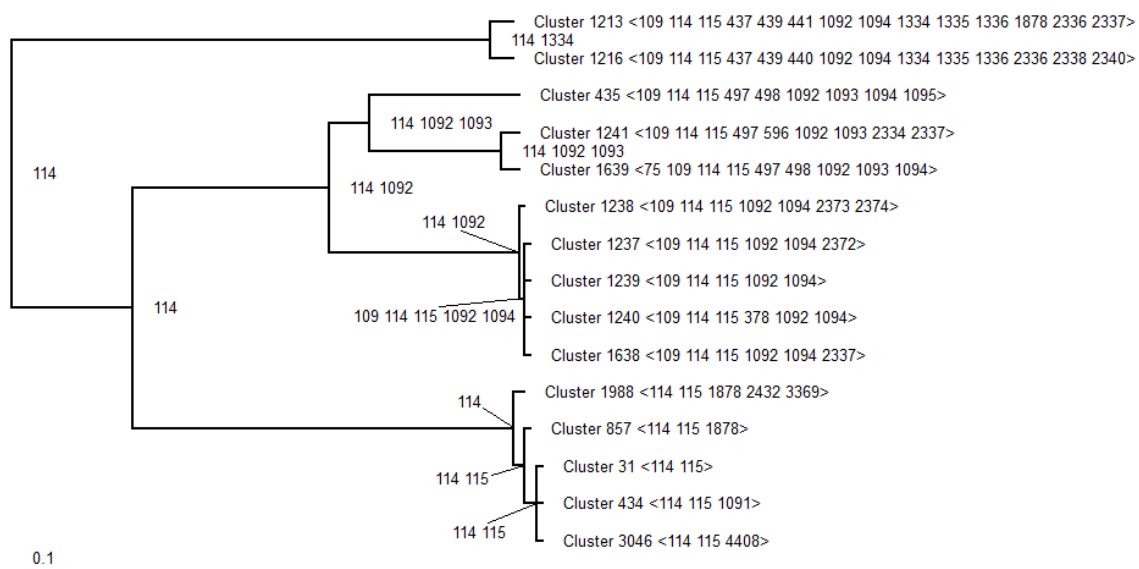 Cluster 1213 <109 114 115 437 439 441 1092 1094 1334 1335 1336 1878 2336 2337>
114 1334
Cluster 1216 <109 114 115 437 439 440 1092 1094 1334 1335 1336 2336 2338 2340>
Cluster 435 <109 114 115 497 498 1092 1093 1094 1095>
114 1092 1093
Cluster 1241 <109 114 115 497 596 1092 1093 2334 2337>
114 1092 1093
Cluster 1639 <75 109 114 115 497 498 1092 1093 1094>
114
114 1092
Cluster 1238 <109 114 115 1092 1094 2373 2374>
114 1092
Cluster 1237 <109 114 115 1092 1094 2372>
Cluster 1239 <109 114 115 1092 1094>
114
109 114 115 1092 1094
Cluster 1240 <109 114 115 378 1092 1094>
Cluster 1638 <109 114 115 1092 1094 2337>
Cluster 1988 <114 115 1878 2432 3369>
114
Cluster 857 <114 115 1878>
Cluster 31 <114 115>
114 115
Cluster 434 <114 115 1091>
114 115
Cluster 3046 <114 115 4408>
0.1